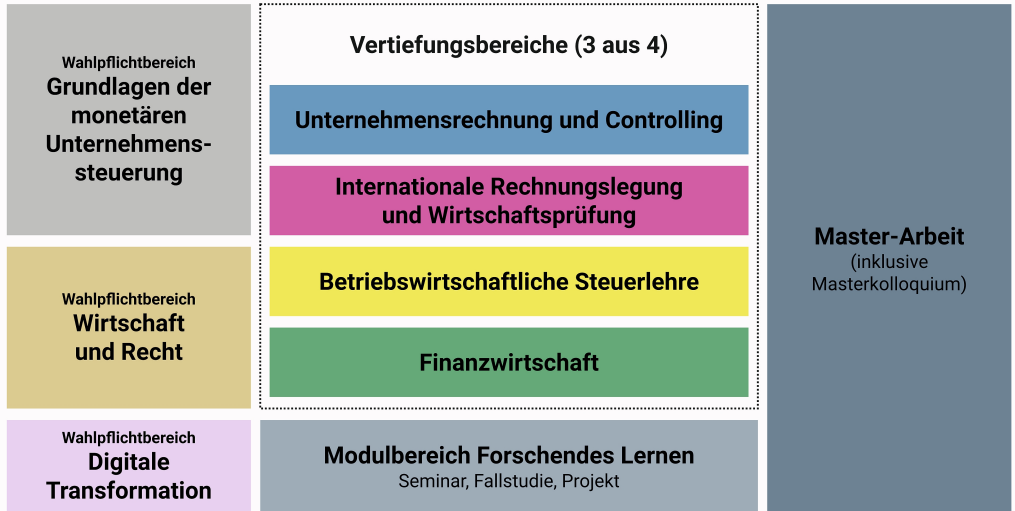 Wahlpflichtbereich
Grundlagen der
monetären
Unternehmens-
steuerung
Wahlpflichtbereich
Wirtschaft
und Recht
Wahlpflichtbereich
Digitale
Transformation
Vertiefungsbereiche (3 aus 4)
Unternehmensrechnung und Controlling
Internationale Rechnungslegung
und Wirtschaftsprüfung
Betriebswirtschaftliche Steuerlehre
Finanzwirtschaft
Modulbereich Forschendes Lernen
Seminar, Fallstudie, Projekt
Master-Arbeit
(inklusive
Masterkolloquium)